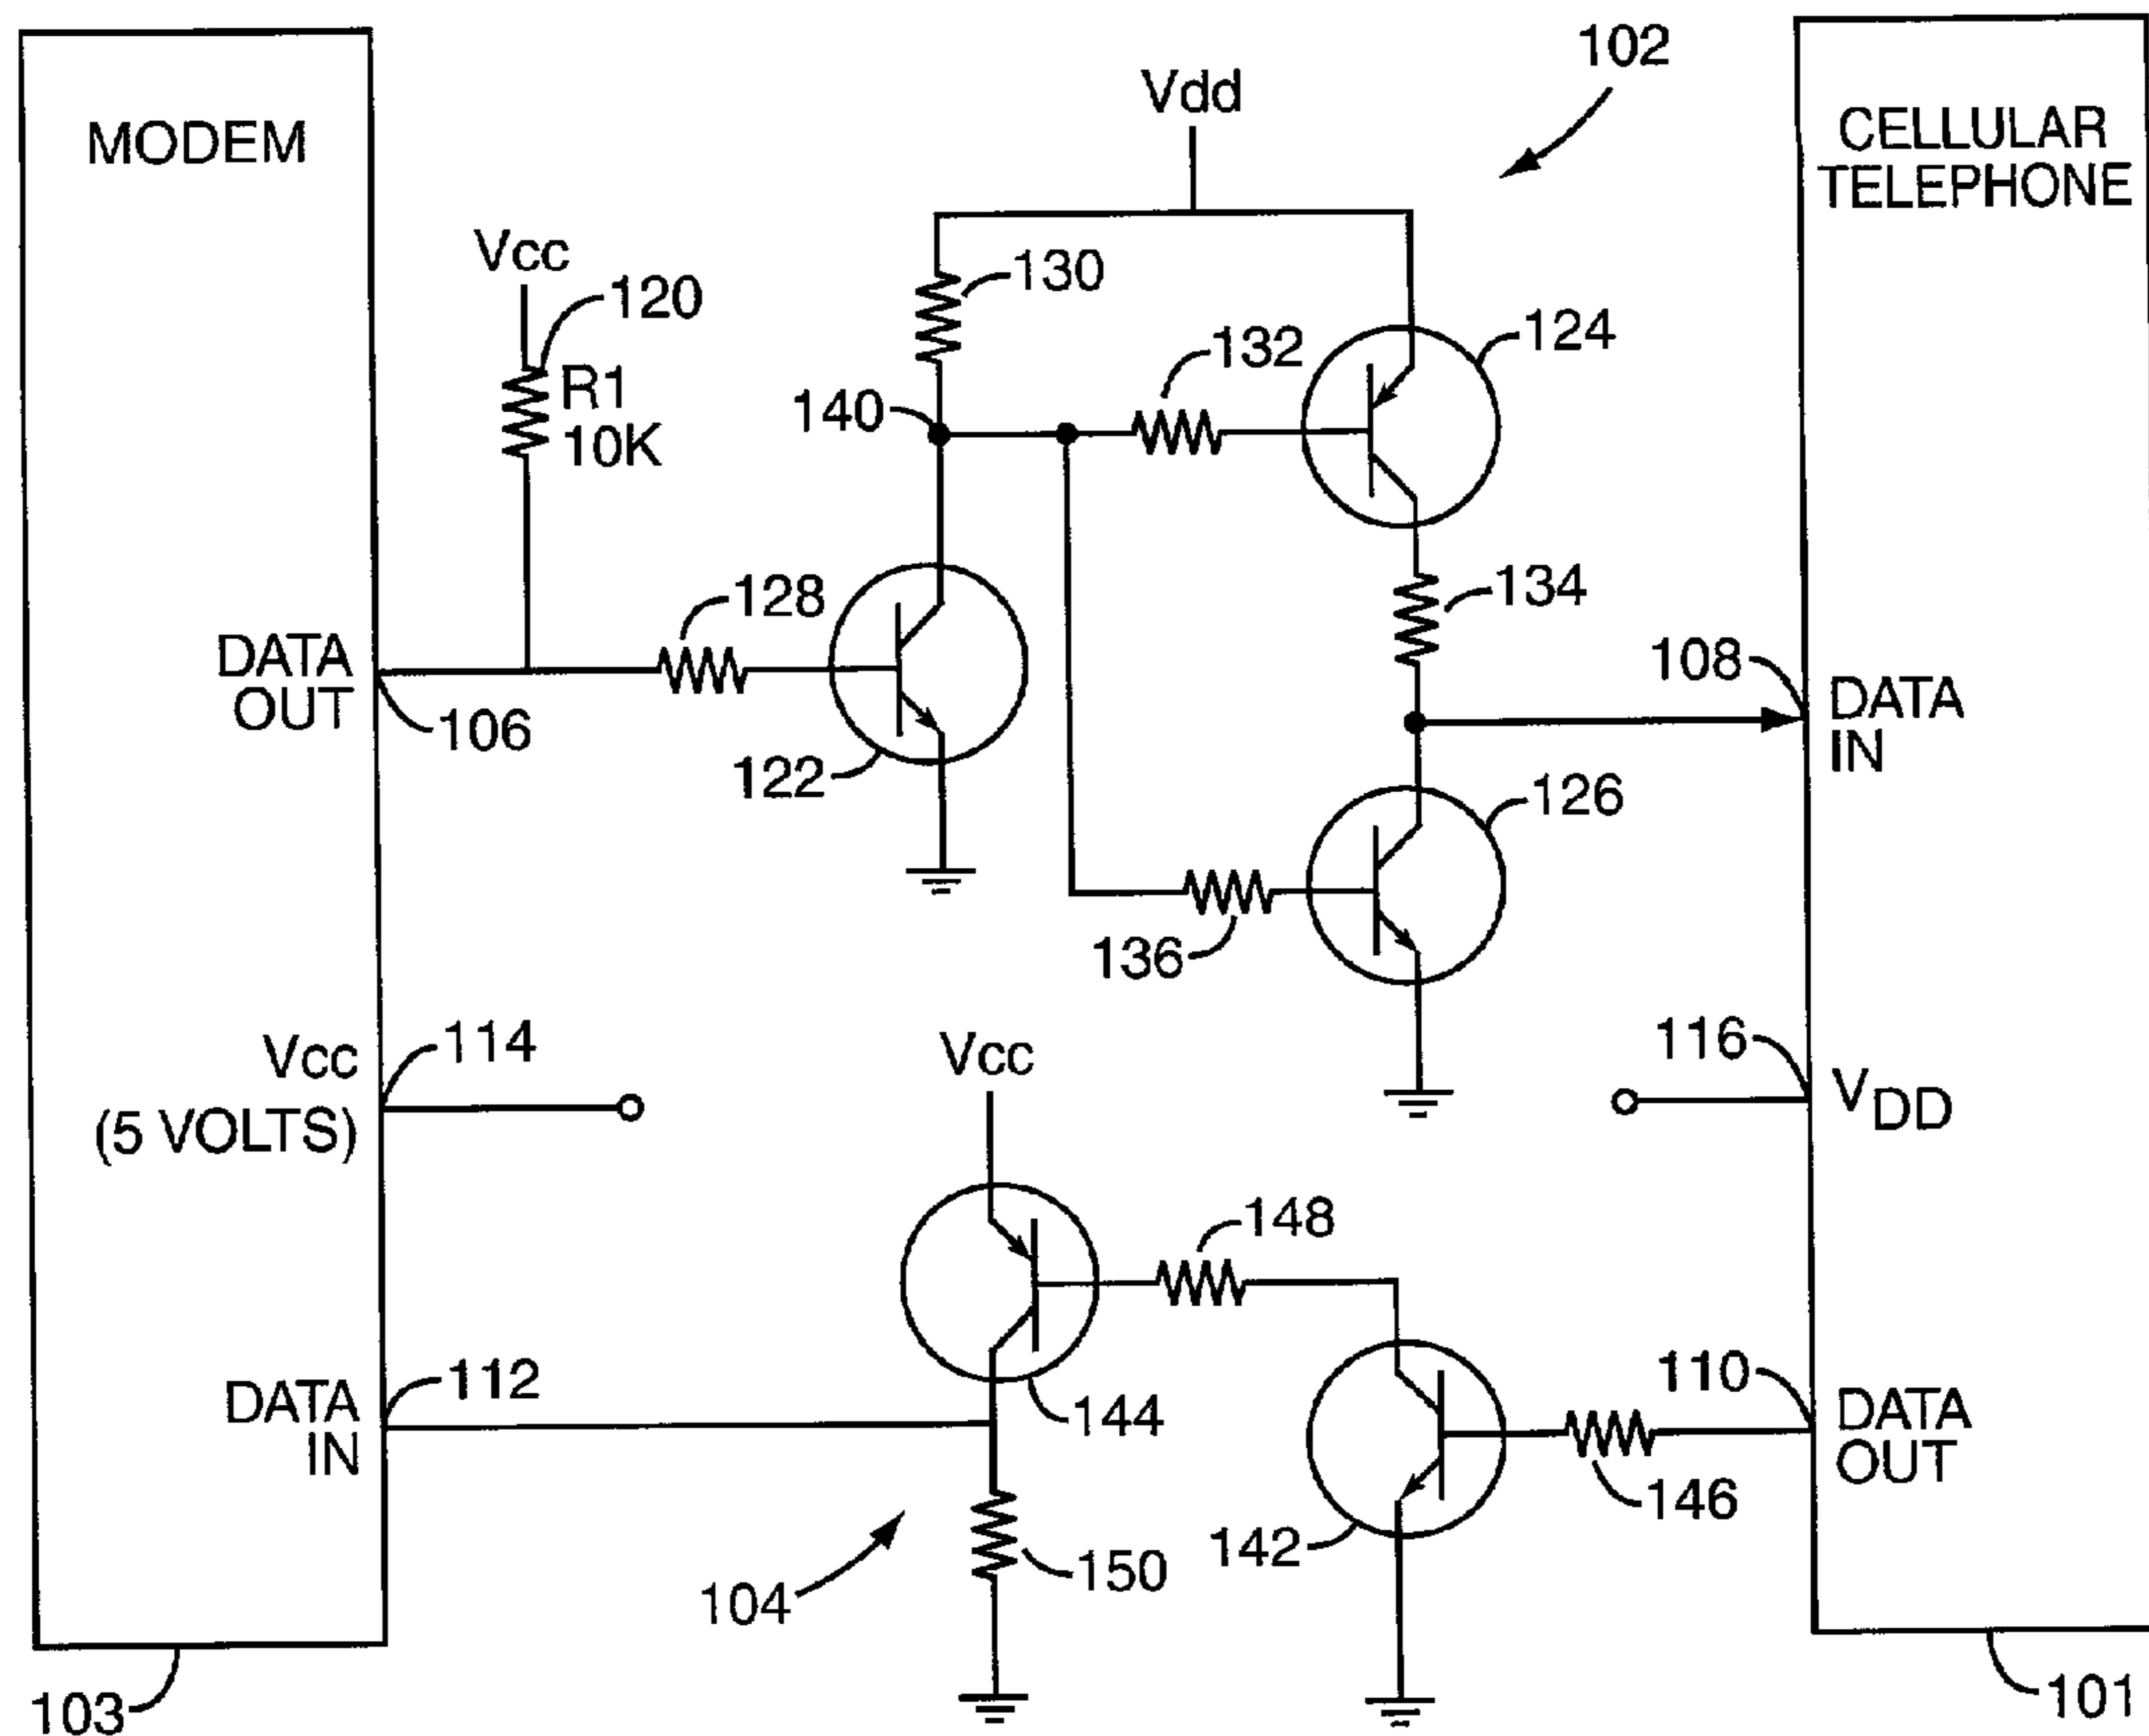 102
Vdd
MODEM
CELLULAR
TELEPHONE
Vcc
120
130
R1
10K
132
124
140
128
134
DATA
OUT
106
122
108
DATA
IN
126
136
Vcc
(5 VOLTS)
114
Vcc
116
VDD
148
112
DATA
IN
144
110
DATA
OUT
146
142
150
104
103
101